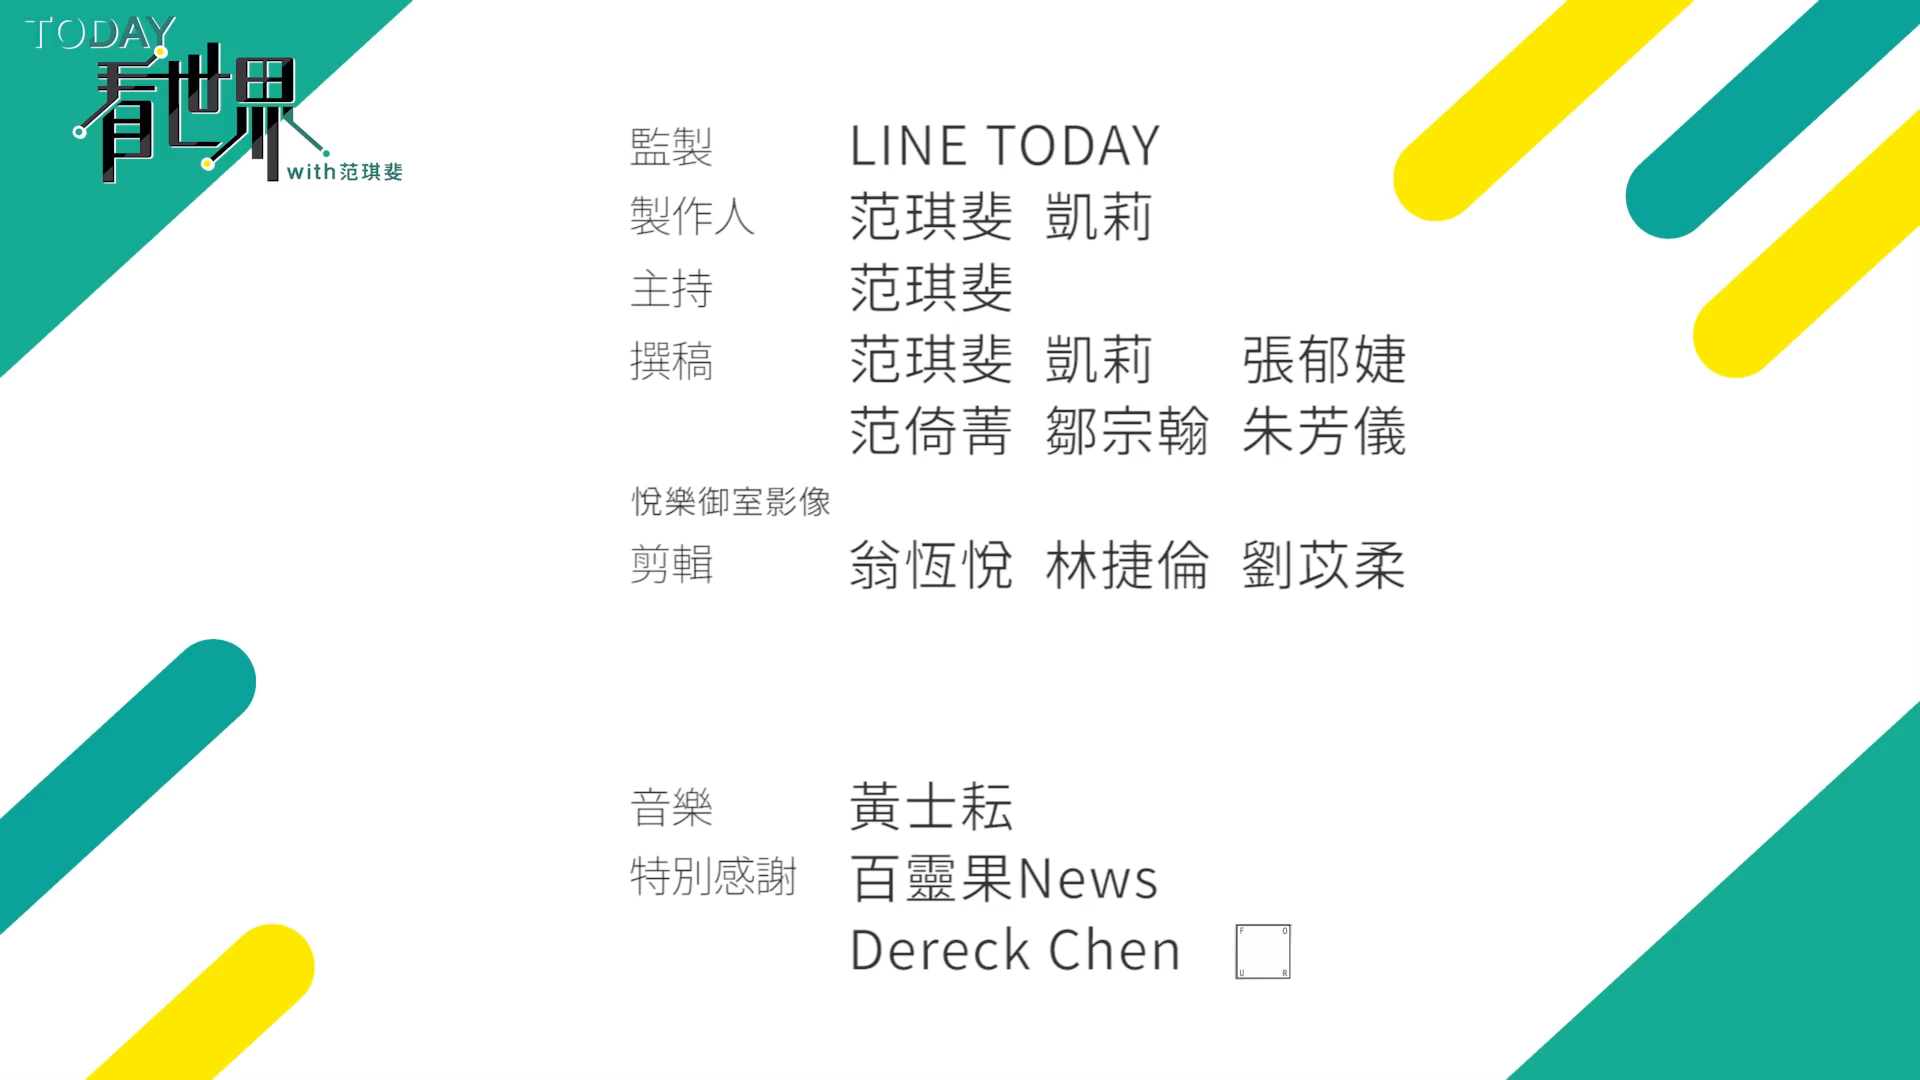 TODAY
看世界
with范琪斐
監製 LINE TODAY
製作人 范琪斐 凱莉
主持 范琪斐
撰稿 范琪斐 凱莉 張郁婕
范倚菁 鄒宗翰 朱芳儀
悅樂御室影像
剪輯 翁恆悅 林捷倫 劉苡柔
音樂 黃士耘
特別感謝 百靈果News
Dereck Chen
F O
U R